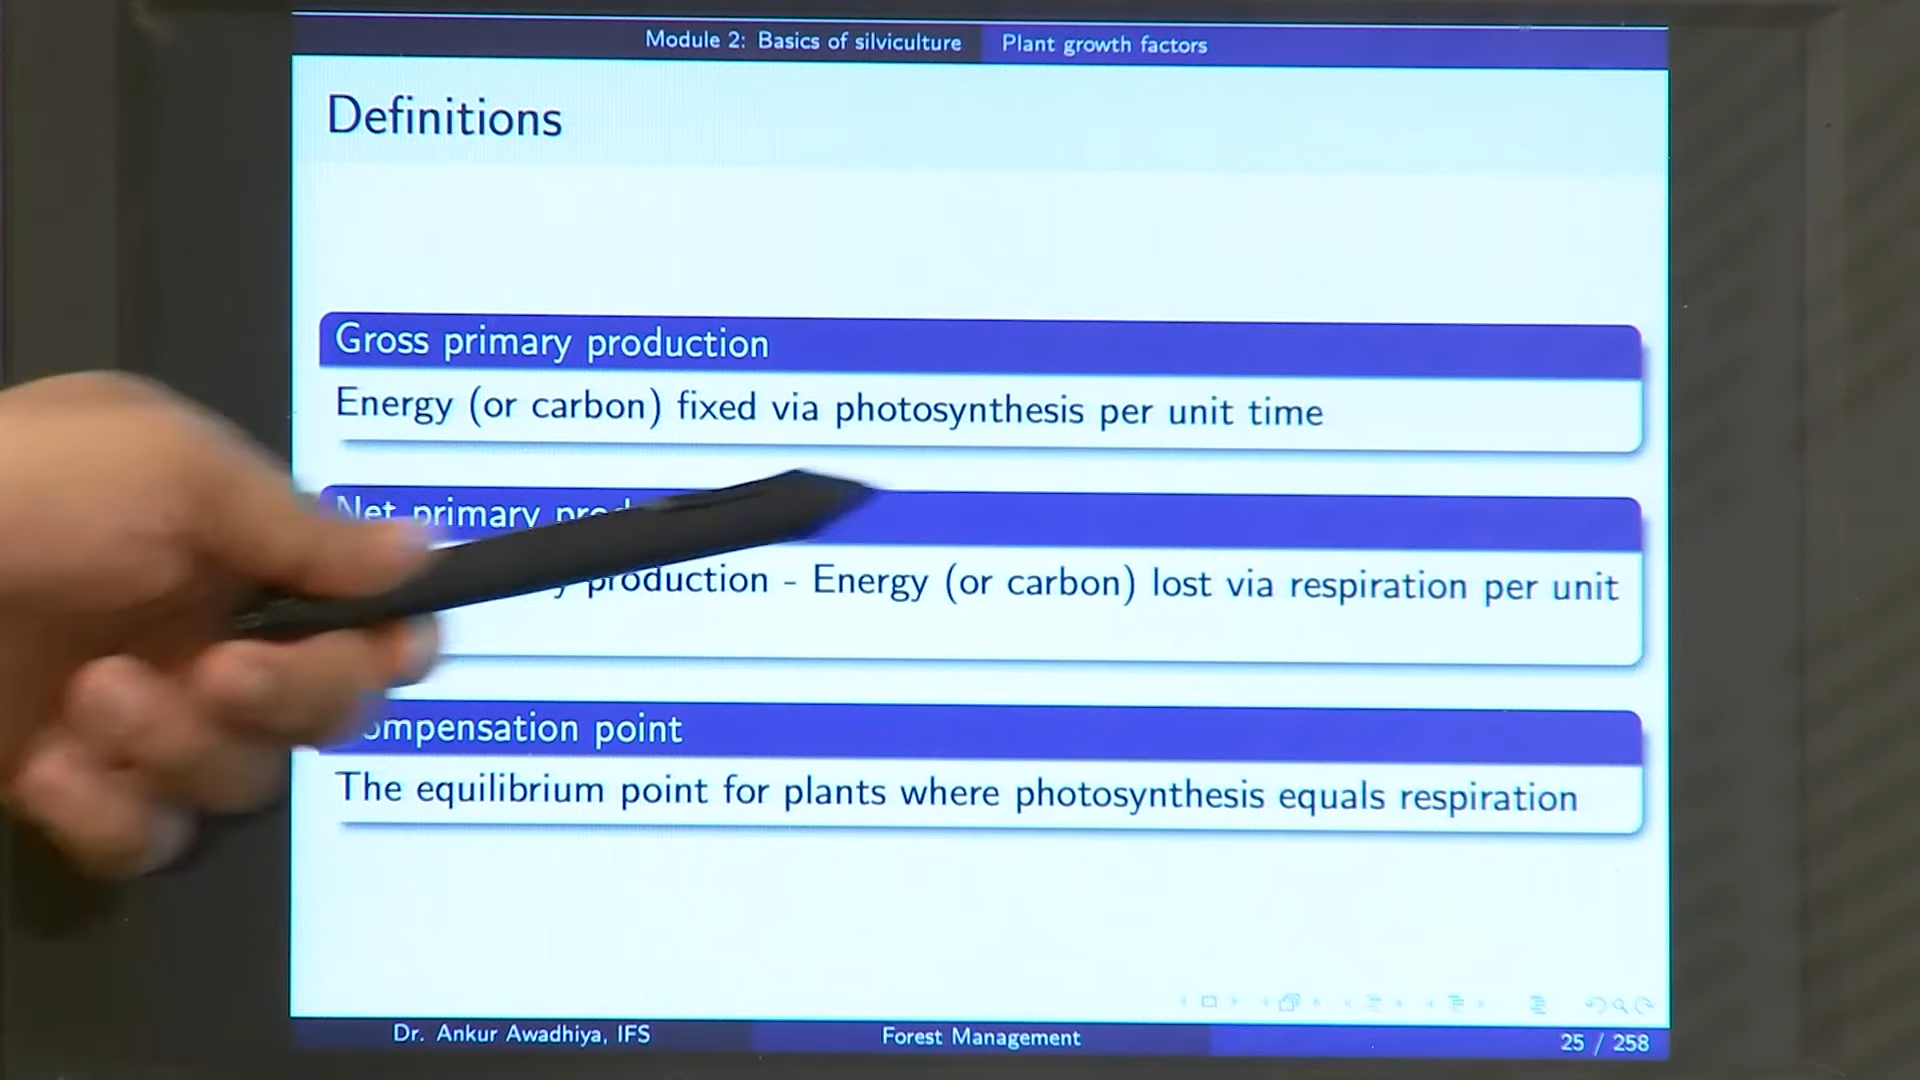 Module 2: Basics of silviculture Plant growth factors
Definitions
Gross primary production
Energy (or carbon) fixed via photosynthesis per unit time
Net primary
production - Energy (or carbon) lost via respiration per unit
Compensation point
The equilibrium point for plants where photosynthesis equals respiration
Dr. Ankur Awadhiya, IFS Forest Management 25 / 258